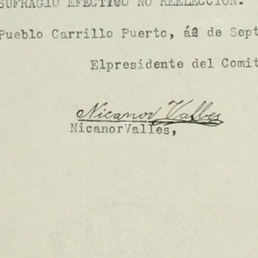 SUFRAGIO EFECTIVO NO REELECCION.
Pueblo Carrillo Puerto, á2 de Sept
Elpresidente del Comit
Nicanor Valles
NicanorValles,